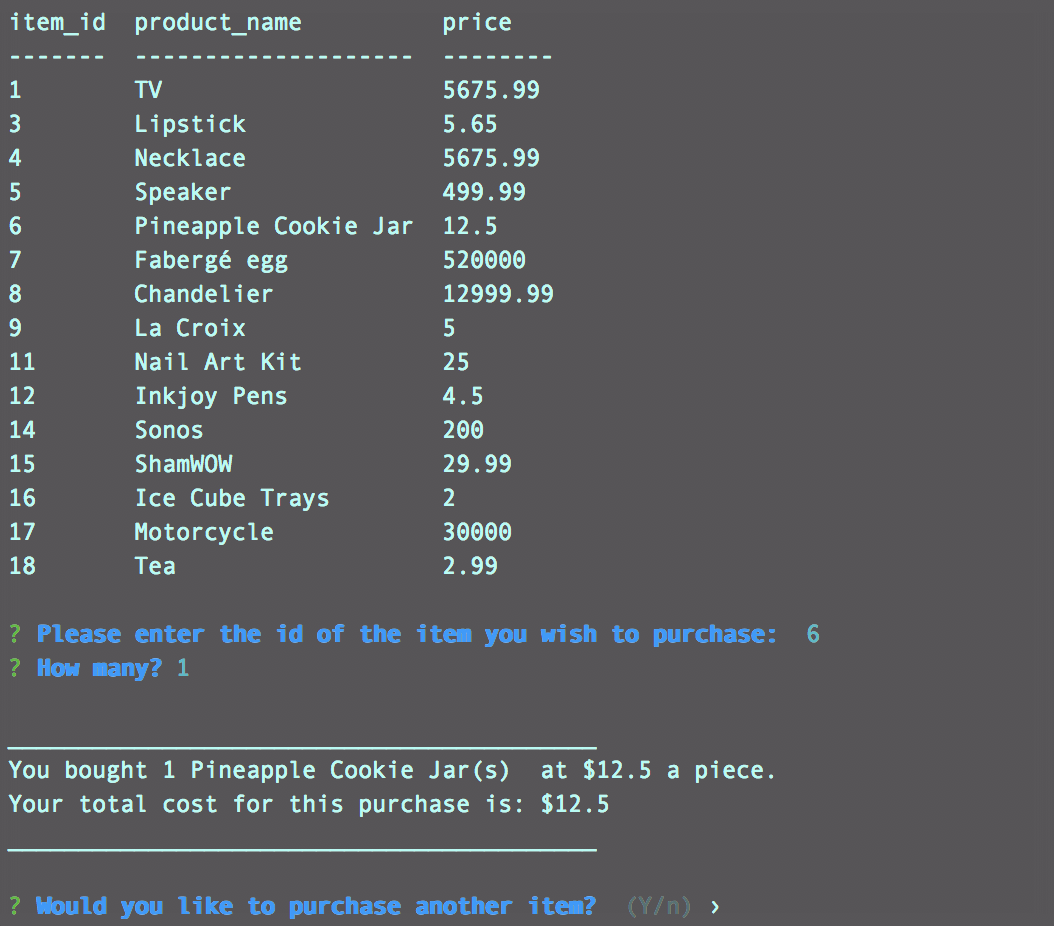 item_id  product_name          price
-------  --------------------  --------
1        TV                    5675.99
3        Lipstick              5.65
4        Necklace              5675.99
5        Speaker               499.99
6        Pineapple Cookie Jar  12.5
7        Fabergé egg           520000
8        Chandelier            12999.99
9        La Croix              5
11       Nail Art Kit          25
12       Inkjoy Pens           4.5
14       Sonos                 200
15       ShamWOW               29.99
16       Ice Cube Trays        2
17       Motorcycle            30000
18       Tea                   2.99
? Please enter the id of the item you wish to purchase:  6
? How many? 1
__________________________________________
You bought 1 Pineapple Cookie Jar(s)  at $12.5 a piece.
Your total cost for this purchase is: $12.5
__________________________________________
? Would you like to purchase another item?  (Y/n) ›